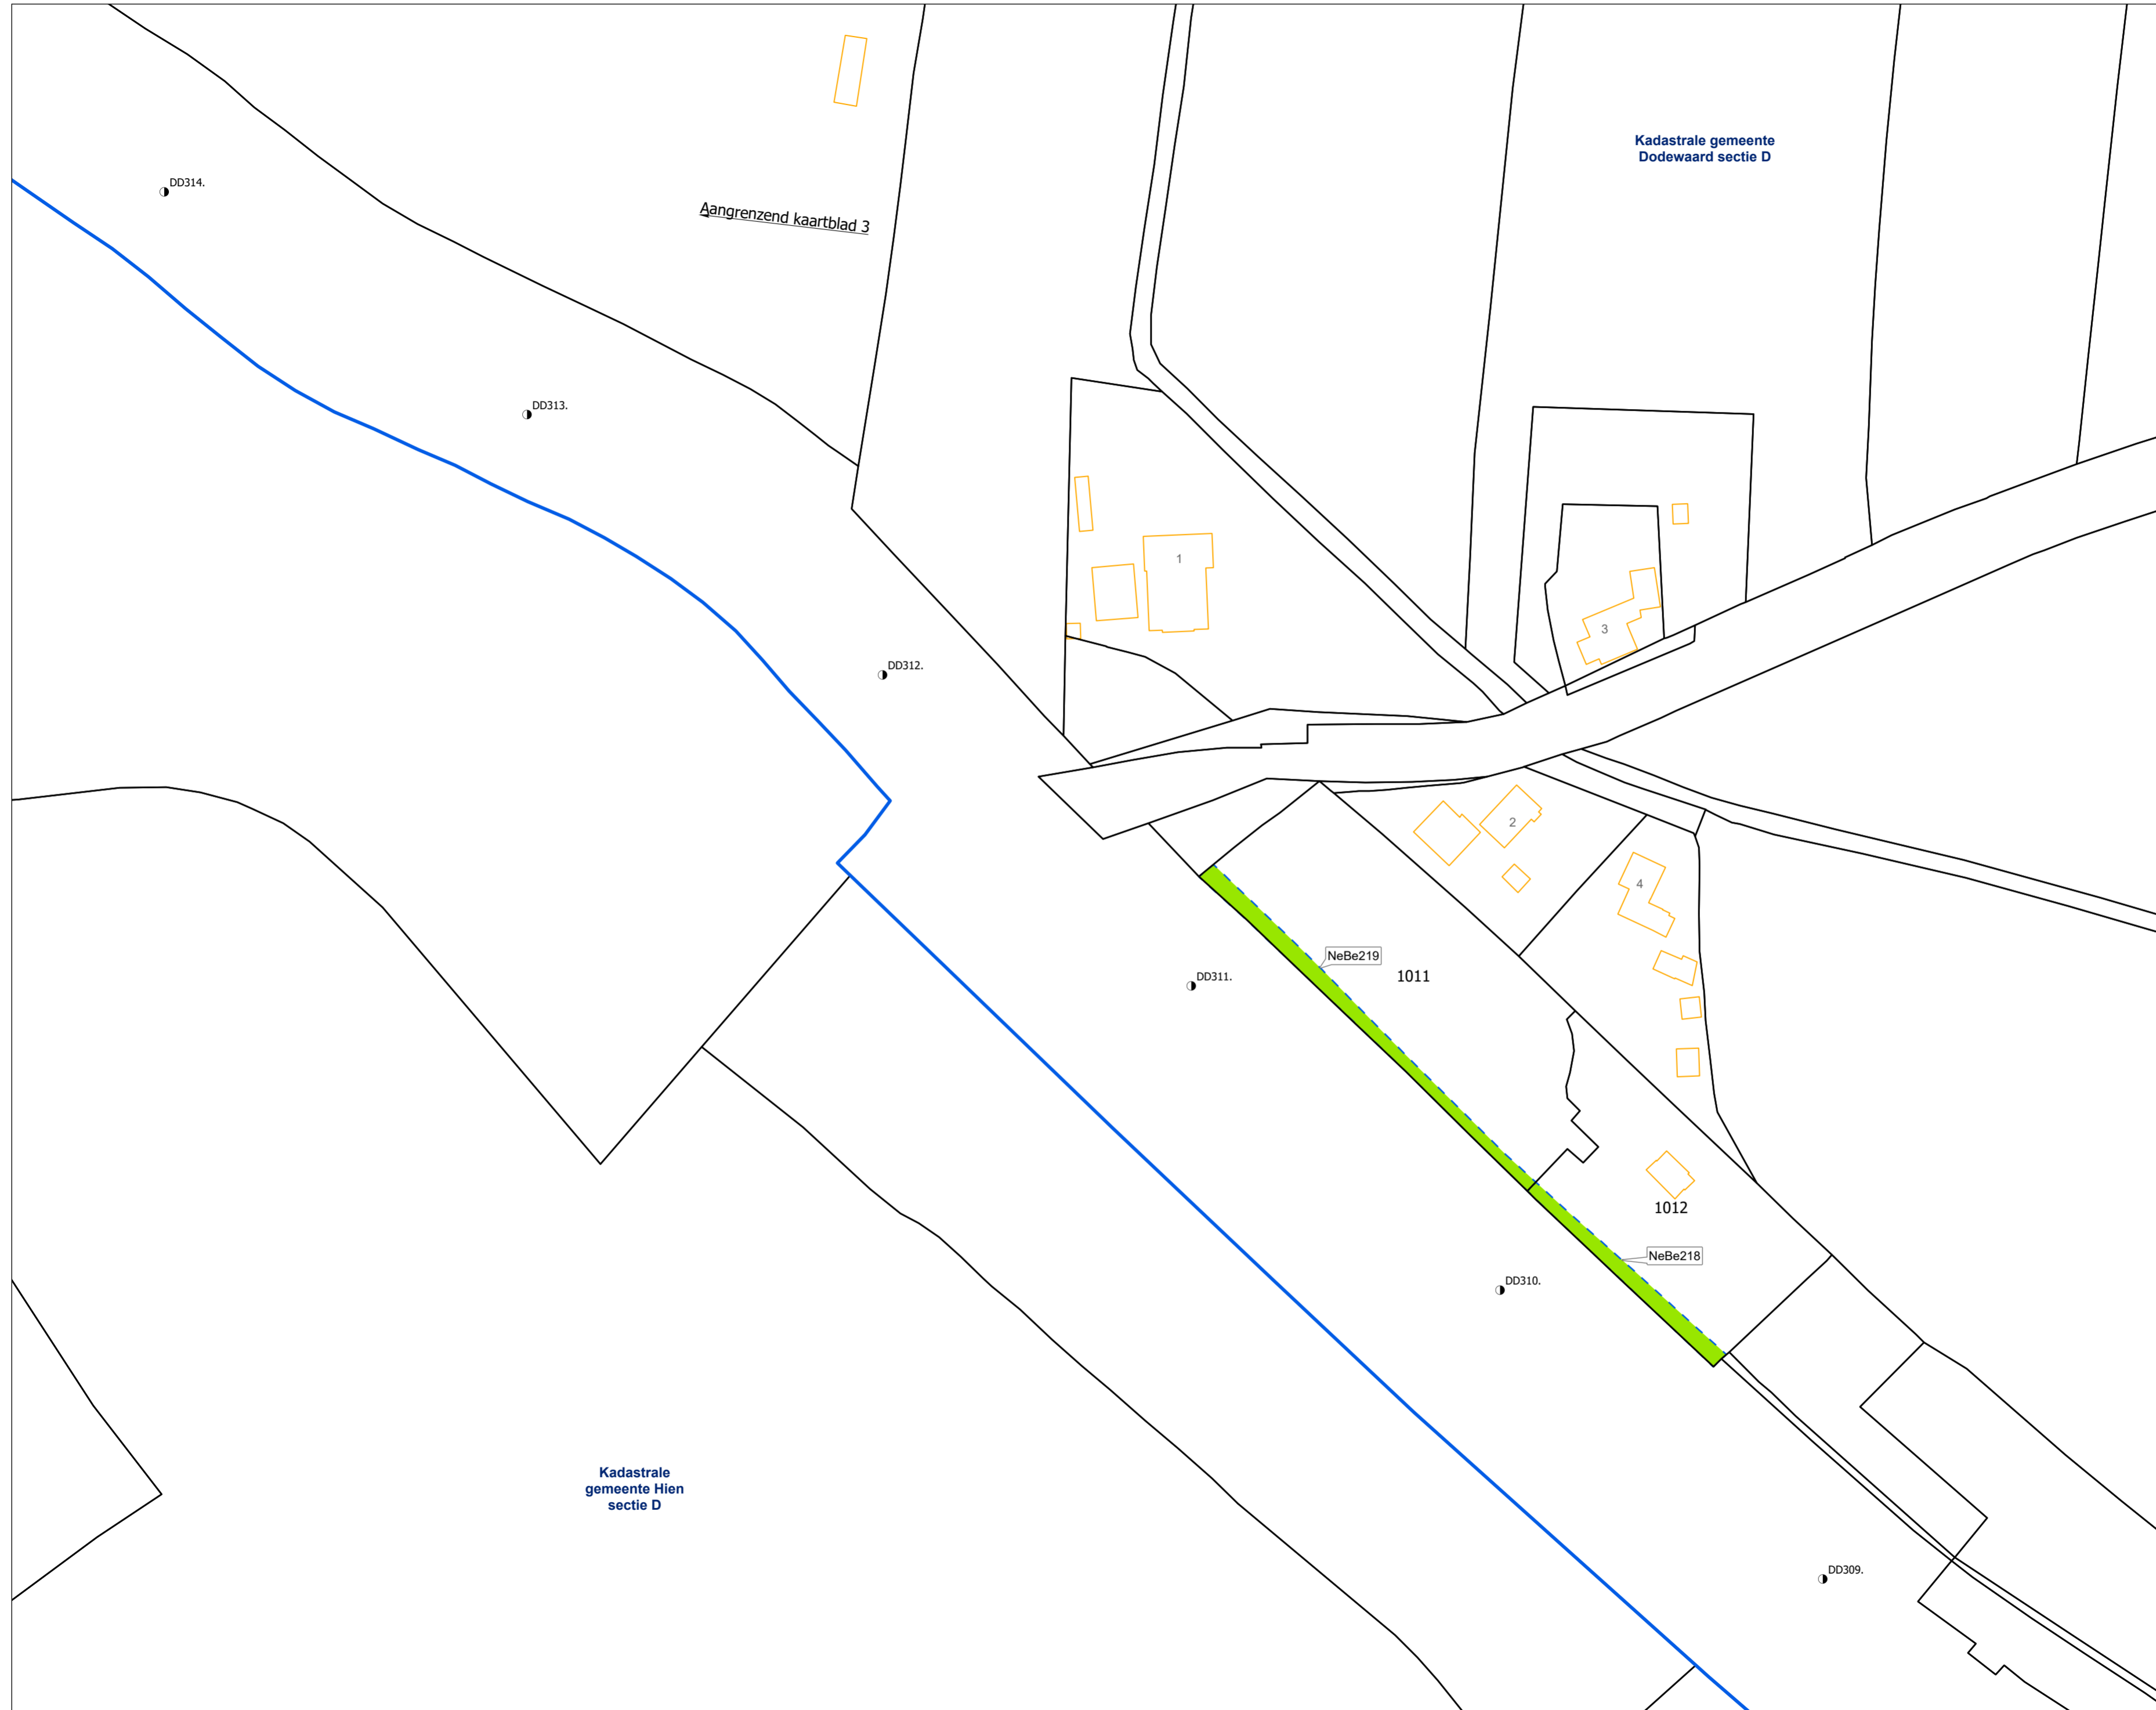 Kadastrale gemeente
Dodewaard sectie D
DD314.
Aangrenzend kaartblad 3
DD313.
1
3
DD312.
2
4
NeBe219
1011
DD311.
1012
NeBe218
DD310.
Kadastrale
gemeente Hien
sectie D
DD309.